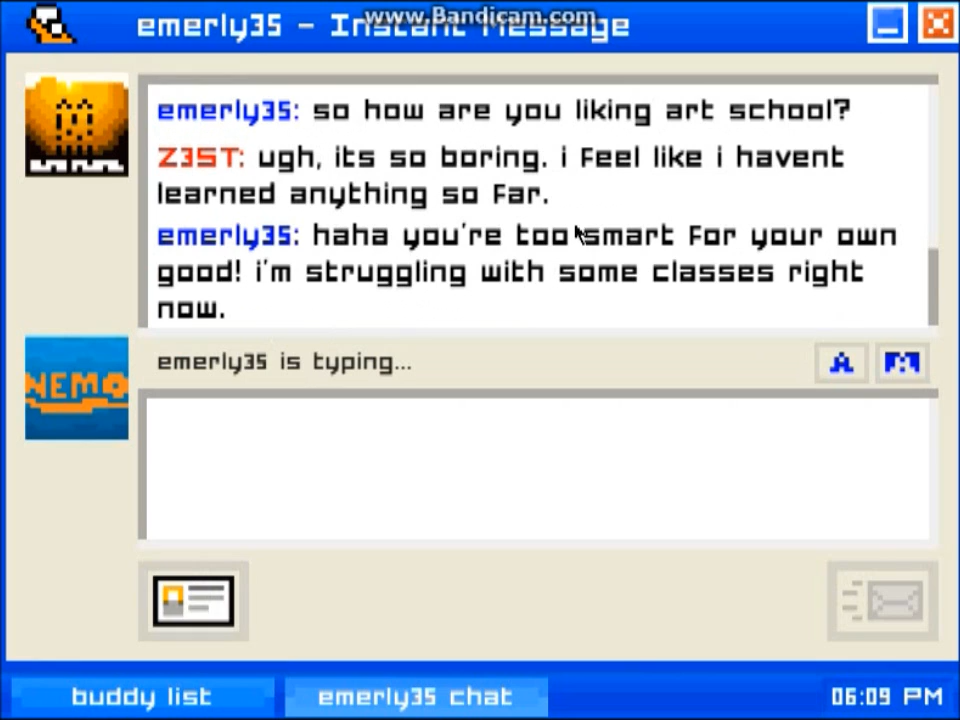 www.Bandicam.com
emerly35 - Instant Message
emerly35: so how are you liking art school?
Z3ST: ugh, its so boring. i feel like i havent
learned anything so far.
emerly35: haha you're too smart for your own
good! i'm struggling with some classes right
now.
emerly35 is typing...
A
NEMO
buddy list
emerly35 chat
06:09 PM